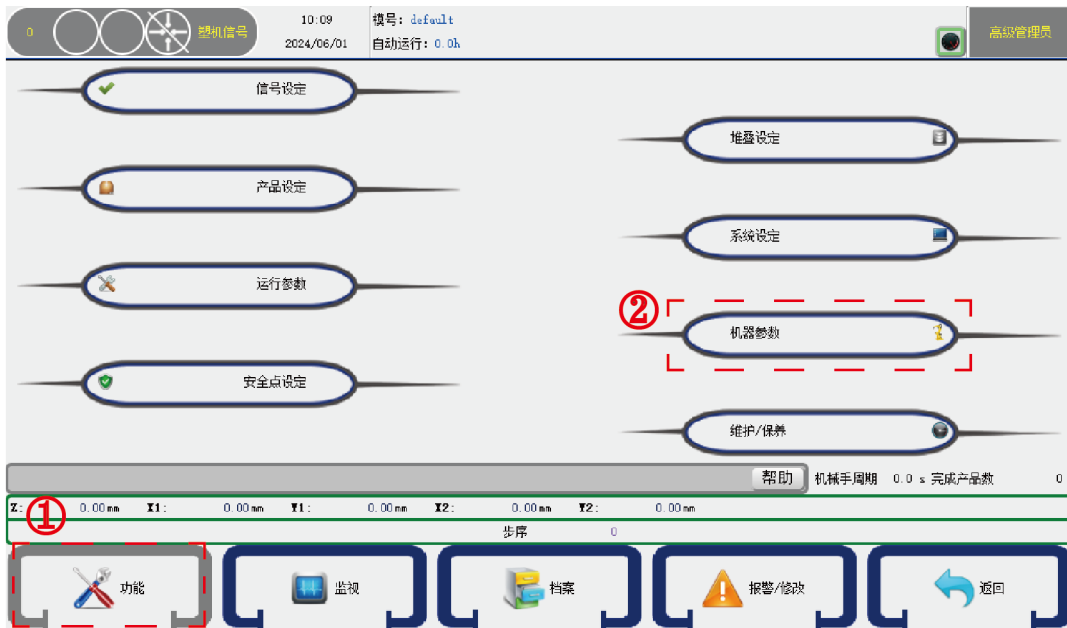 0 塑机信号 10:09 模号：default 高级管理员
2024/06/01 自动运行：0.0h
信号设定
堆叠设定
产品设定
系统设定
运行参数
② 机器参数
安全点设定
维护/保养
帮助 机械手周期 0.0 s 完成产品数 0
Z: 0.00mm X1: 0.00mm Y1: 0.00mm X2: 0.00mm Y2: 0.00mm
①
步序 0
功能 监视 档案 报警/修改 返回